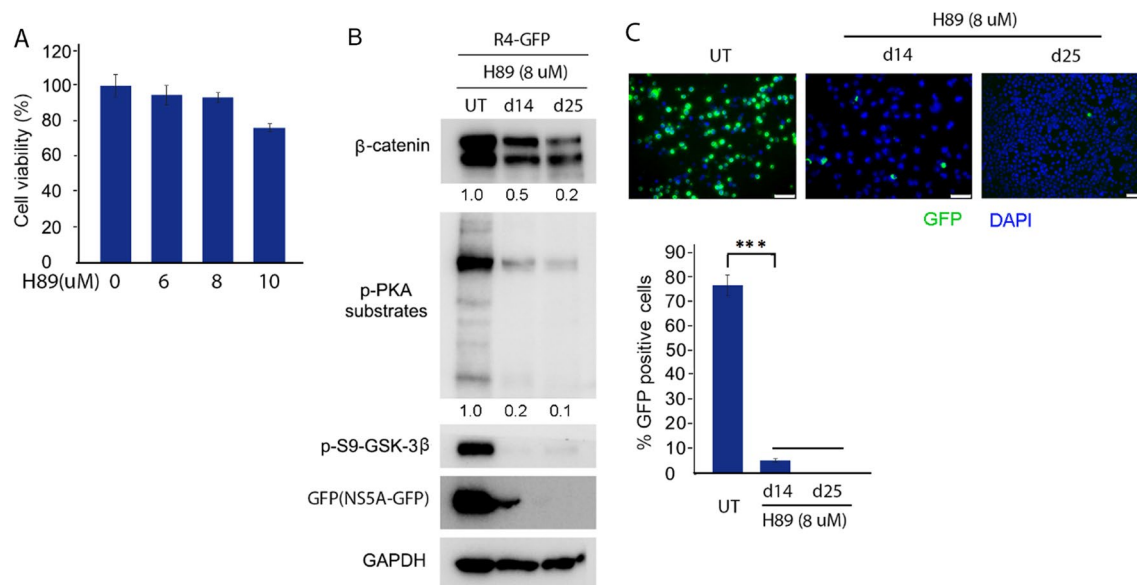 A
120
100
80
60
40
20
0
Cell viability (%)
H89(uM) 0 6 8 10
B
R4-GFP
H89 (8 uM)
UT d14 d25
β-catenin
1.0 0.5 0.2
p-PKA
substrates
1.0 0.2 0.1
p-S9-GSK-3β
GFP(NS5A-GFP)
GAPDH
C
H89 (8 uM)
UT d14 d25
GFP DAPI
90
80
70
60
50
40
30
20
10
0
% GFP positive cells
***
UT d14 d25
H89 (8 uM)